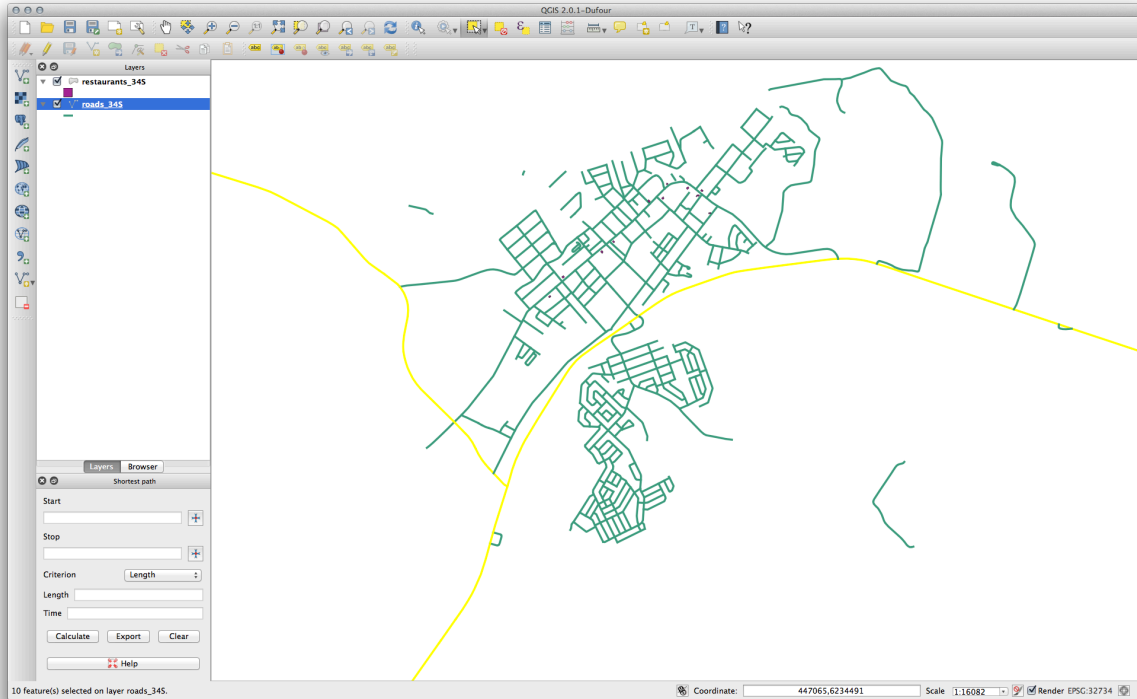 QGIS 2.0.1-Dufour
Layers
restaurants_34S
roads_34S
Layers
Browser
Shortest path
Start
Stop
Criterion
Length
Length
Time
Calculate
Export
Clear
Help
10 feature(s) selected on layer roads_34S.
Coordinate:
447065,6234491
Scale
1:16082
Render
EPSG:32734